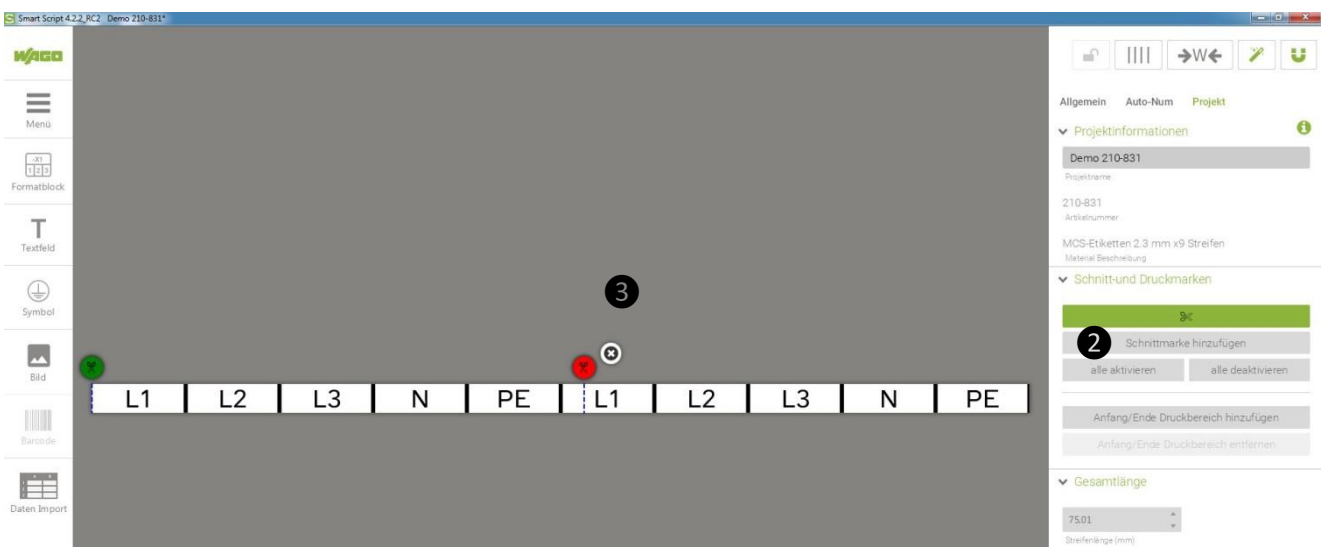 Smart Script 4.2.2_RC2 Demo 210-831*
WAGO
Menü
-X1
1 2 3
Formatblock
T
Textfeld
Symbol
Bild
Barcode
Daten Import
3
L1 L2 L3 N PE L1 L2 L3 N PE
W
Allgemein Auto-Num Projekt
Projektinformationen
Demo 210-831
Projektname
210-831
Artikelnummer
MCS-Etiketten 2.3 mm x9 Streifen
Material Beschreibung
Schnitt-und Druckmarken
2 Schnittmarke hinzufügen
alle aktivieren alle deaktivieren
Anfang/Ende Druckbereich hinzufügen
Anfang/Ende Druckbereich entfernen
Gesamtlänge
75.01
Streifenlänge (mm)